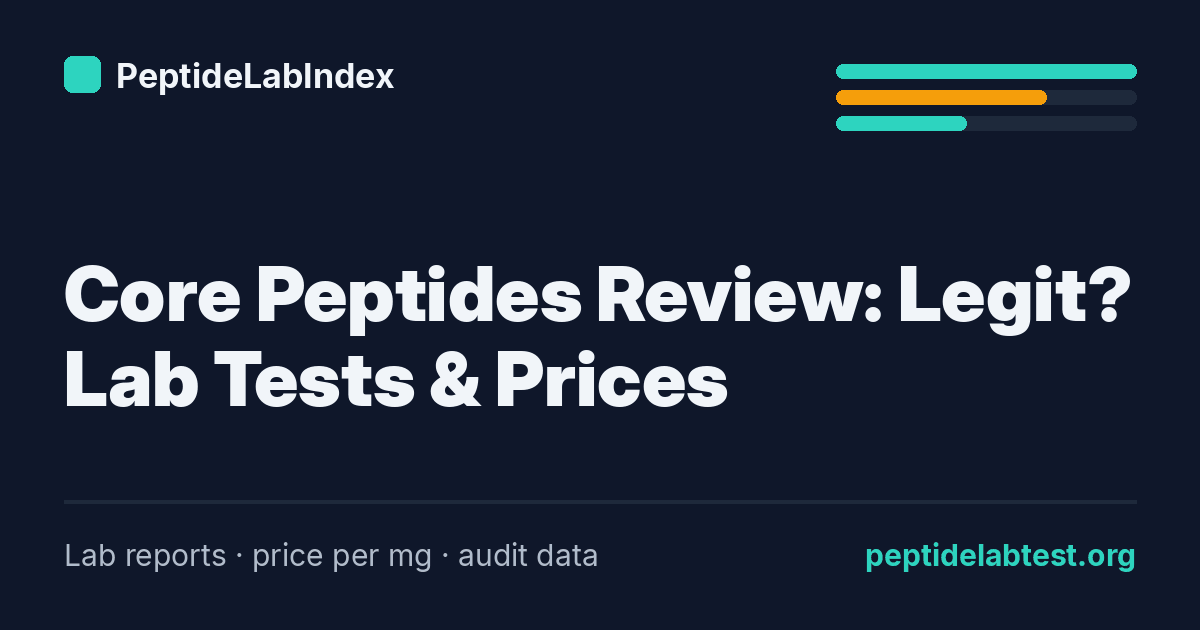 PeptideLabIndex
Core Peptides Review: Legit?
Lab Tests & Prices
Lab reports · price per mg · audit data
peptidelabtest.org